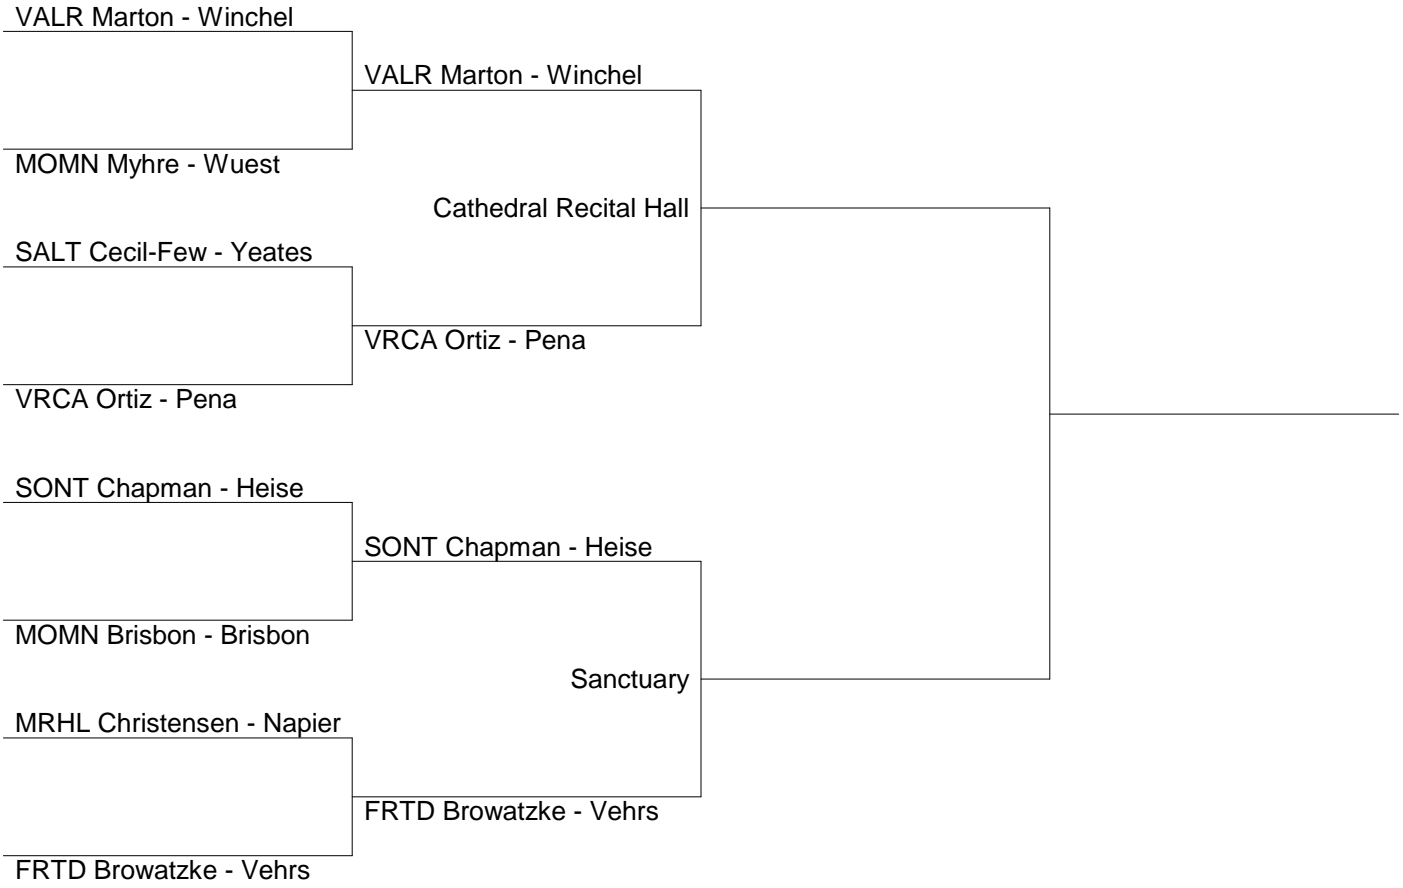 VALR Marton - Winchel
VALR Marton - Winchel
MOMN Myhre - Wuest
Cathedral Recital Hall
SALT Cecil-Few - Yeates
VRCA Ortiz - Pena
VRCA Ortiz - Pena
SONT Chapman - Heise
SONT Chapman - Heise
MOMN Brisbon - Brisbon
Sanctuary
MRHL Christensen - Napier
FRTD Browatzke - Vehrs
FRTD Browatzke - Vehrs